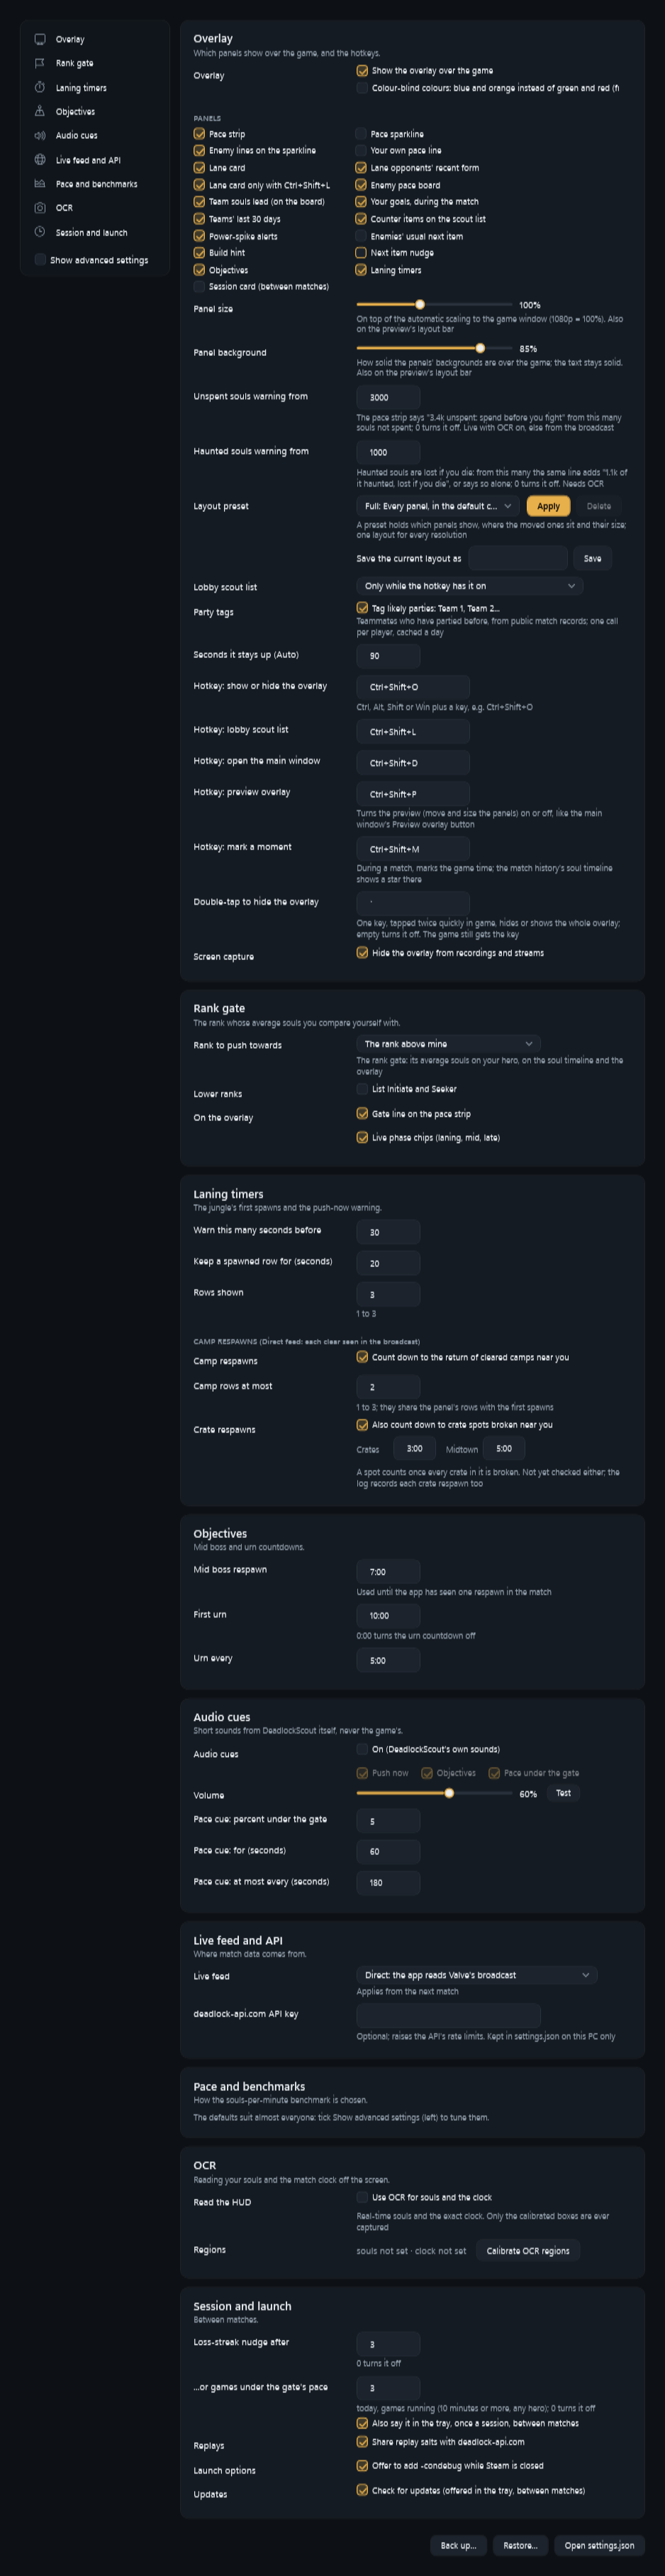 Overlay
Rank gate
Laning timers
Objectives
Audio cues
Live feed and API
Pace and benchmarks
OCR
Session and launch
Show advanced settings
Overlay
Which panels show over the game, and the hotkeys.
Overlay
Show the overlay over the game
Colour-blind colours: blue and orange instead of green and red (fi
PANELS
Pace strip
Pace sparkline
Enemy lines on the sparkline
Your own pace line
Lane card
Lane opponents' recent form
Lane card only with Ctrl+Shift+L
Enemy pace board
Team souls lead (on the board)
Your goals, during the match
Teams' last 30 days
Counter items on the scout list
Power-spike alerts
Enemies' usual next item
Build hint
Next item nudge
Objectives
Laning timers
Session card (between matches)
Panel size
100%
On top of the automatic scaling to the game window (1080p = 100%). Also
on the preview's layout bar
Panel background
85%
How solid the panels' backgrounds are over the game; the text stays solid.
Also on the preview's layout bar
Unspent souls warning from
3000
The pace strip says "3.4k unspent: spend before you fight" from this many
souls not spent; 0 turns it off. Live with OCR on, else from the broadcast
Haunted souls warning from
1000
Haunted souls are lost if you die: from this many the same line adds "1.1k of
it haunted, lost if you die", or says so alone; 0 turns it off. Needs OCR
Layout preset
Full: Every panel, in the default c...
Apply
Delete
A preset holds which panels show, where the moved ones sit and their size;
one layout for every resolution
Save the current layout as
Save
Lobby scout list
Only while the hotkey has it on
Party tags
Tag likely parties: Team 1, Team 2...
Teammates who have partied before, from public match records; one call
per player, cached a day
Seconds it stays up (Auto)
90
Hotkey: show or hide the overlay
Ctrl+Shift+O
Ctrl, Alt, Shift or Win plus a key, e.g. Ctrl+Shift+O
Hotkey: lobby scout list
Ctrl+Shift+L
Hotkey: open the main window
Ctrl+Shift+D
Hotkey: preview overlay
Ctrl+Shift+P
Turns the preview (move and size the panels) on or off, like the main
window's Preview overlay button
Hotkey: mark a moment
Ctrl+Shift+M
During a match, marks the game time; the match history's soul timeline
shows a star there
Double-tap to hide the overlay
One key, tapped twice quickly in game, hides or shows the whole overlay;
empty turns it off. The game still gets the key
Screen capture
Hide the overlay from recordings and streams
Rank gate
The rank whose average souls you compare yourself with.
Rank to push towards
The rank above mine
The rank gate: its average souls on your hero, on the soul timeline and the
overlay
Lower ranks
List Initiate and Seeker
On the overlay
Gate line on the pace strip
Live phase chips (laning, mid, late)
Laning timers
The jungle's first spawns and the push-now warning.
Warn this many seconds before
30
Keep a spawned row for (seconds)
20
Rows shown
3
1 to 3
CAMP RESPAWNS (Direct feed: each clear seen in the broadcast)
Camp respawns
Count down to the return of cleared camps near you
Camp rows at most
2
1 to 3; they share the panel's rows with the first spawns
Crate respawns
Also count down to crate spots broken near you
Crates
3:00
Midtown
5:00
A spot counts once every crate in it is broken. Not yet checked either; the
log records each crate respawn too
Objectives
Mid boss and urn countdowns.
Mid boss respawn
7:00
Used until the app has seen one respawn in the match
First urn
10:00
0:00 turns the urn countdown off
Urn every
5:00
Audio cues
Short sounds from DeadlockScout itself, never the game's.
Audio cues
On (DeadlockScout's own sounds)
Push now
Objectives
Pace under the gate
Volume
60%
Test
Pace cue: percent under the gate
5
Pace cue: for (seconds)
60
Pace cue: at most every (seconds)
180
Live feed and API
Where match data comes from.
Live feed
Direct: the app reads Valve's broadcast
Applies from the next match
deadlock-api.com API key
Optional; raises the API's rate limits. Kept in settings.json on this PC only
Pace and benchmarks
How the souls-per-minute benchmark is chosen.
The defaults suit almost everyone: tick Show advanced settings (left) to tune them.
OCR
Reading your souls and the match clock off the screen.
Read the HUD
Use OCR for souls and the clock
Real-time souls and the exact clock. Only the calibrated boxes are ever
captured
Regions
souls not set · clock not set
Calibrate OCR regions
Session and launch
Between matches.
Loss-streak nudge after
3
0 turns it off
...or games under the gate's pace
3
today, games running (10 minutes or more, any hero); 0 turns it off
Also say it in the tray, once a session, between matches
Replays
Share replay salts with deadlock-api.com
Launch options
Offer to add -condebug while Steam is closed
Updates
Check for updates (offered in the tray, between matches)
Back up...
Restore...
Open settings.json